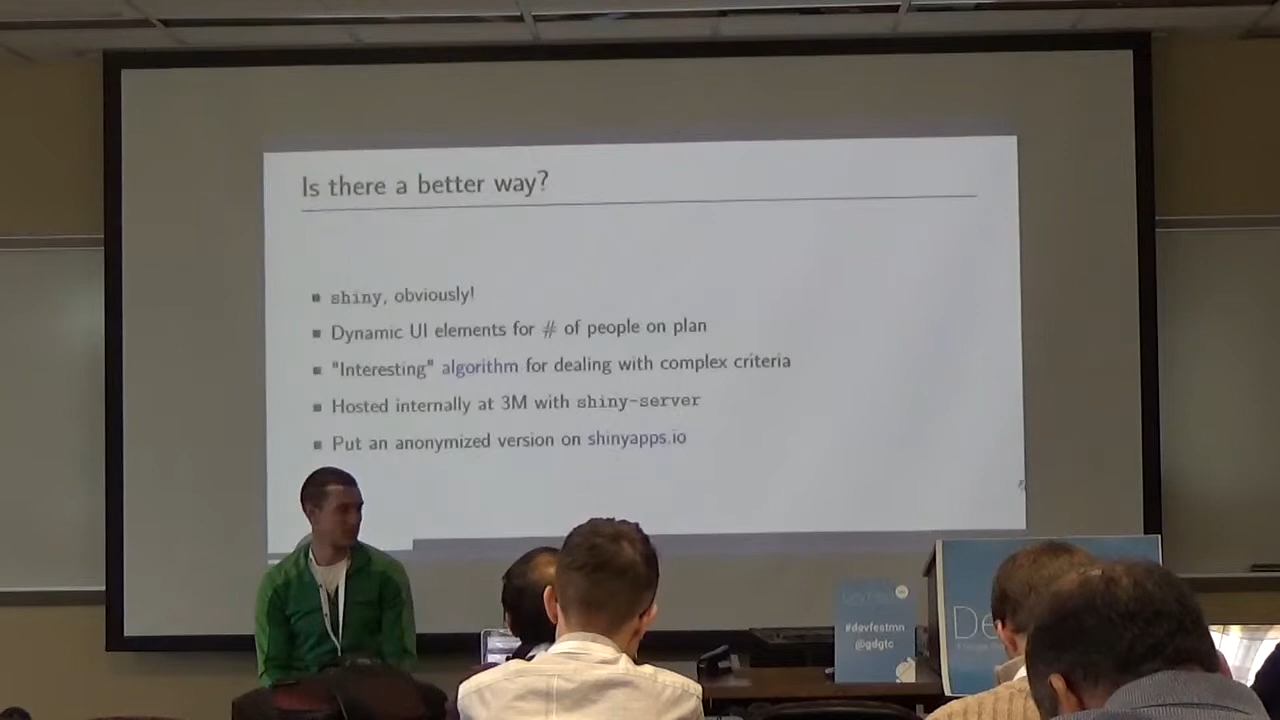 Is there a better way?
shiny, obviously!
Dynamic UI elements for # of people on plan
"Interesting" algorithm for dealing with complex criteria
Hosted internally at 3M with shiny-server
Put an anonymized version on shinyapps.io
#devfestmn
@gdgtc
De